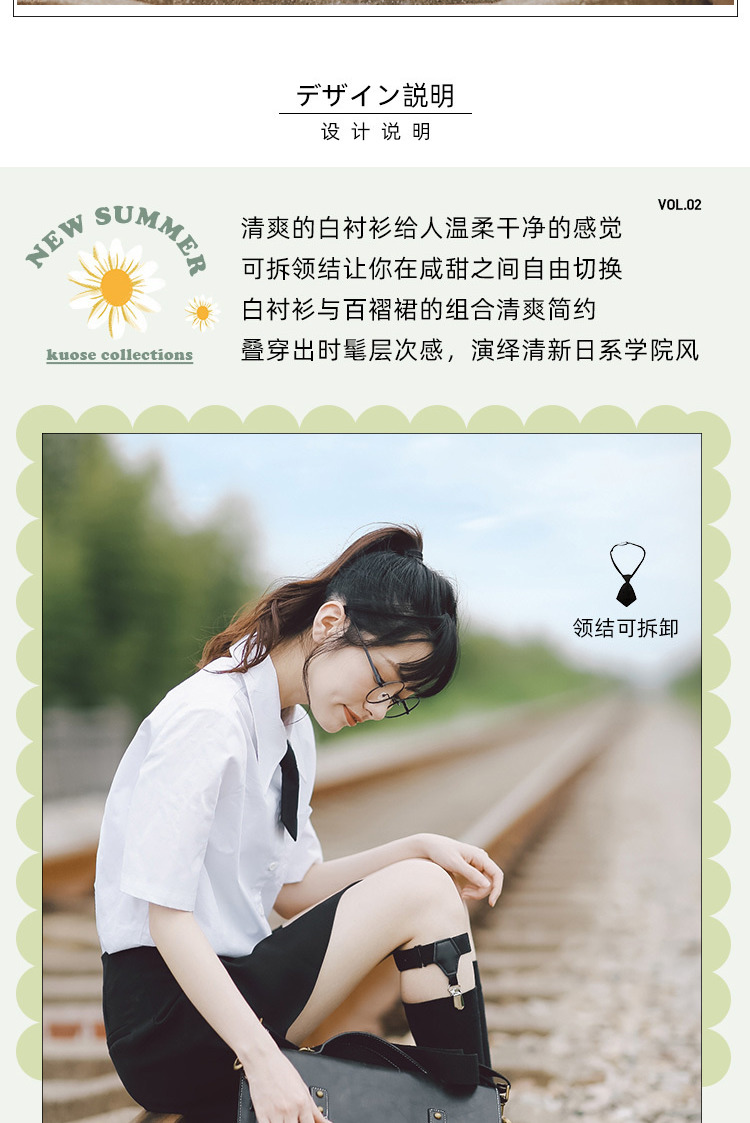 デザイン説明
设计说明
VOL.02
NEW SUMMER
kuose collections
清爽的白衬衫给人温柔干净的感觉
可拆领结让你在咸甜之间自由切换
白衬衫与百褶裙的组合清爽简约
叠穿出时髦层次感，演绎清新日系学院风
领结可拆卸